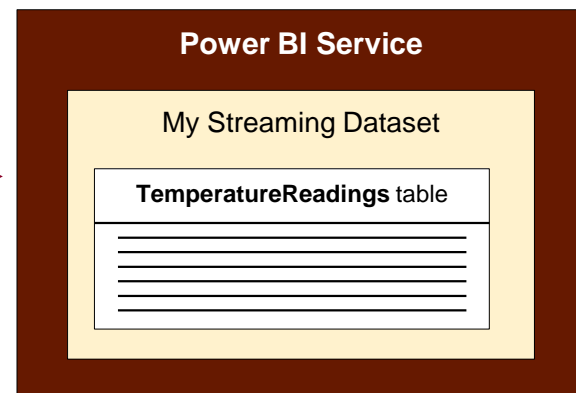 Power BI Service
My Streaming Dataset
TemperatureReadings table